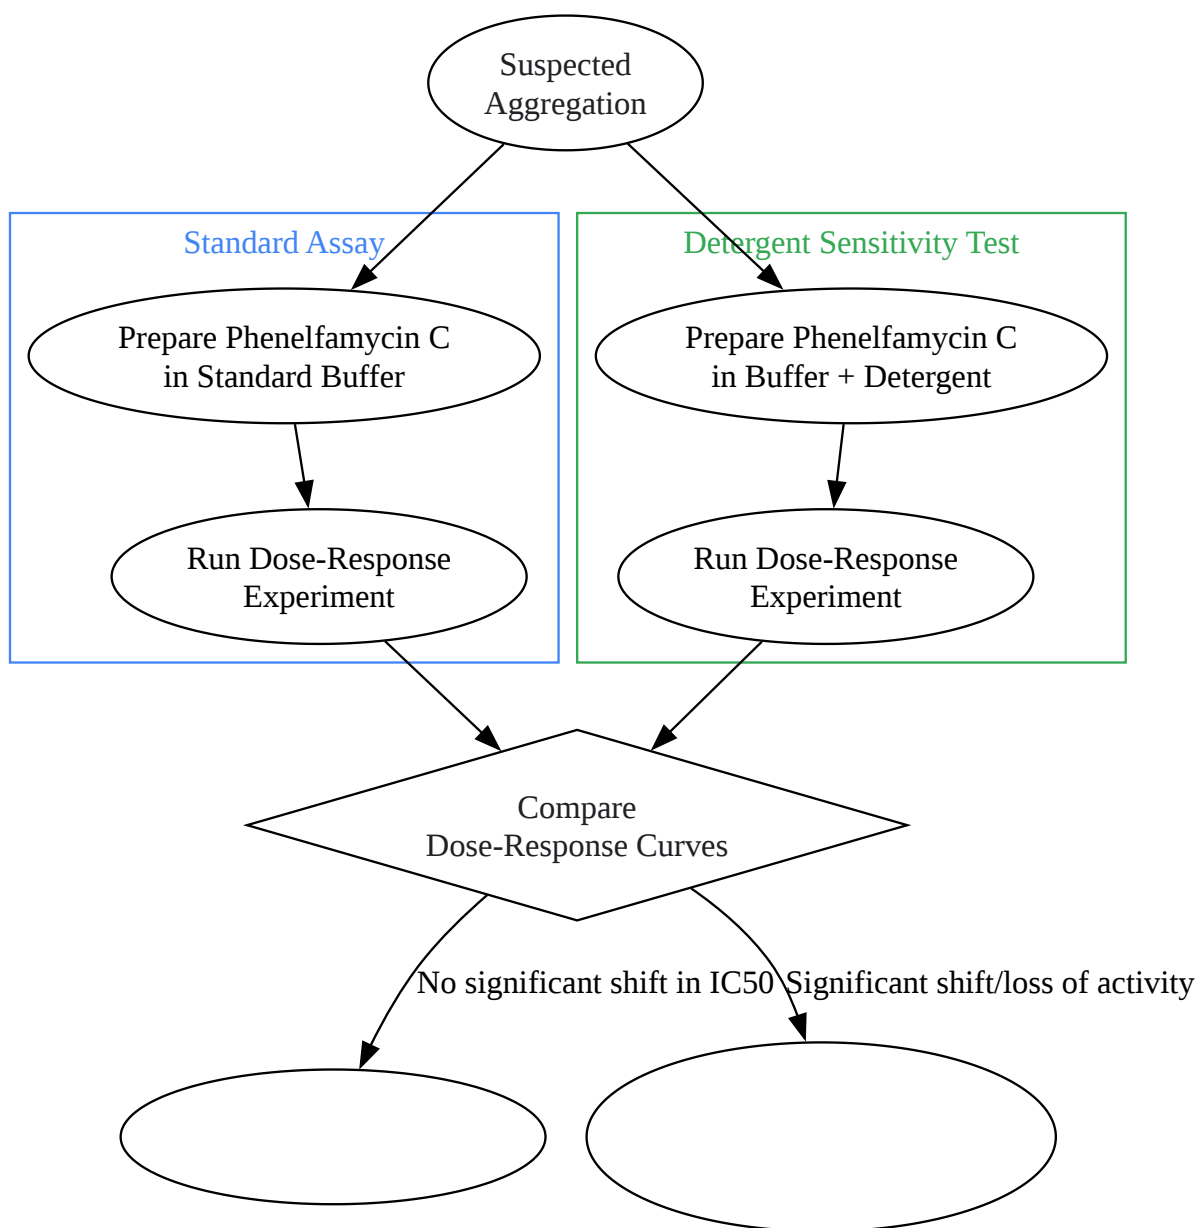 Suspected
Aggregation
Standard Assay
Detergent Sensitivity Test
Prepare Phenelfamycin C
in Standard Buffer
Prepare Phenelfamycin C
in Buffer + Detergent
Run Dose-Response
Experiment
Run Dose-Response
Experiment
Compare
Dose-Response Curves
No significant shift in IC50
Significant shift/loss of activity